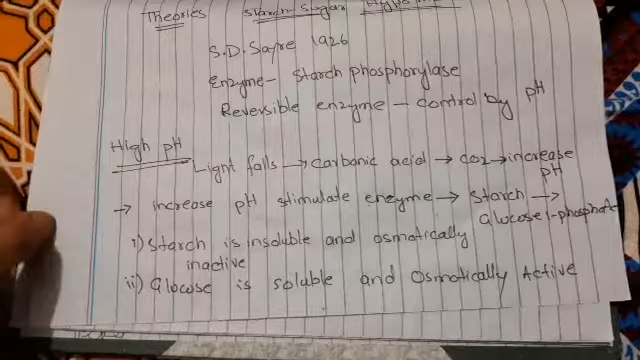 Theories Starch Sugar
S.D. Sayre 1926
Enzyme- Starch phosphorylase
Reversible enzyme - control by pH
High pH
Light falls → carbonic acid → CO2 → increase
pH
→ increase pH stimulate enzyme → Starch →
Glucose 1-phosphate
i) Starch is insoluble and osmotically
inactive
ii) Glucose is soluble and Osmotically Active